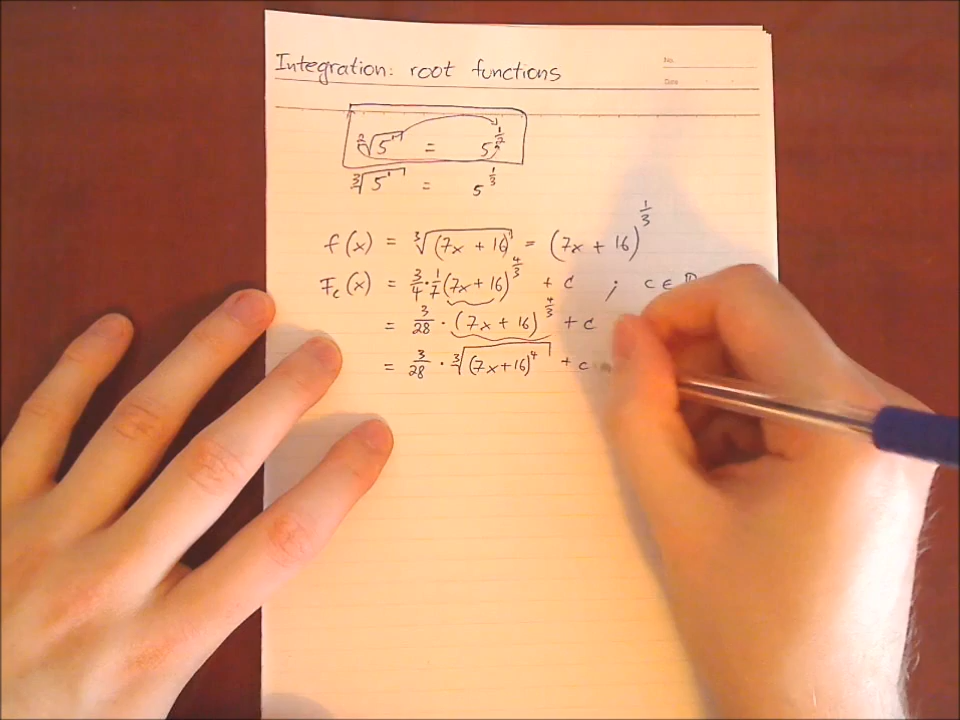 Integration: root functions
No.
Date
²√5¹ = 5^(1/2)
³√5¹ = 5^(1/3)
f(x) = ³√(7x + 16)¹ = (7x + 16)^(1/3)
F_c(x) = 3/4 · 1/7 (7x + 16)^(4/3) + c ; c ∈
= 3/28 · (7x + 16)^(4/3) + c
= 3/28 · ³√(7x+16)⁴ + c